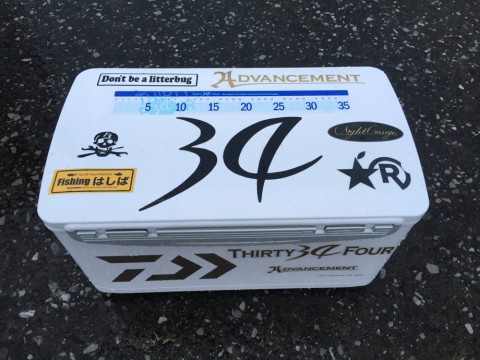 Don't be a litterbug
ADVANCEMENT
5 10 15 20 25 30 35
34
NightOrange
R
Fishing はしば
THIRTY 34 FOUR
ADVANCEMENT